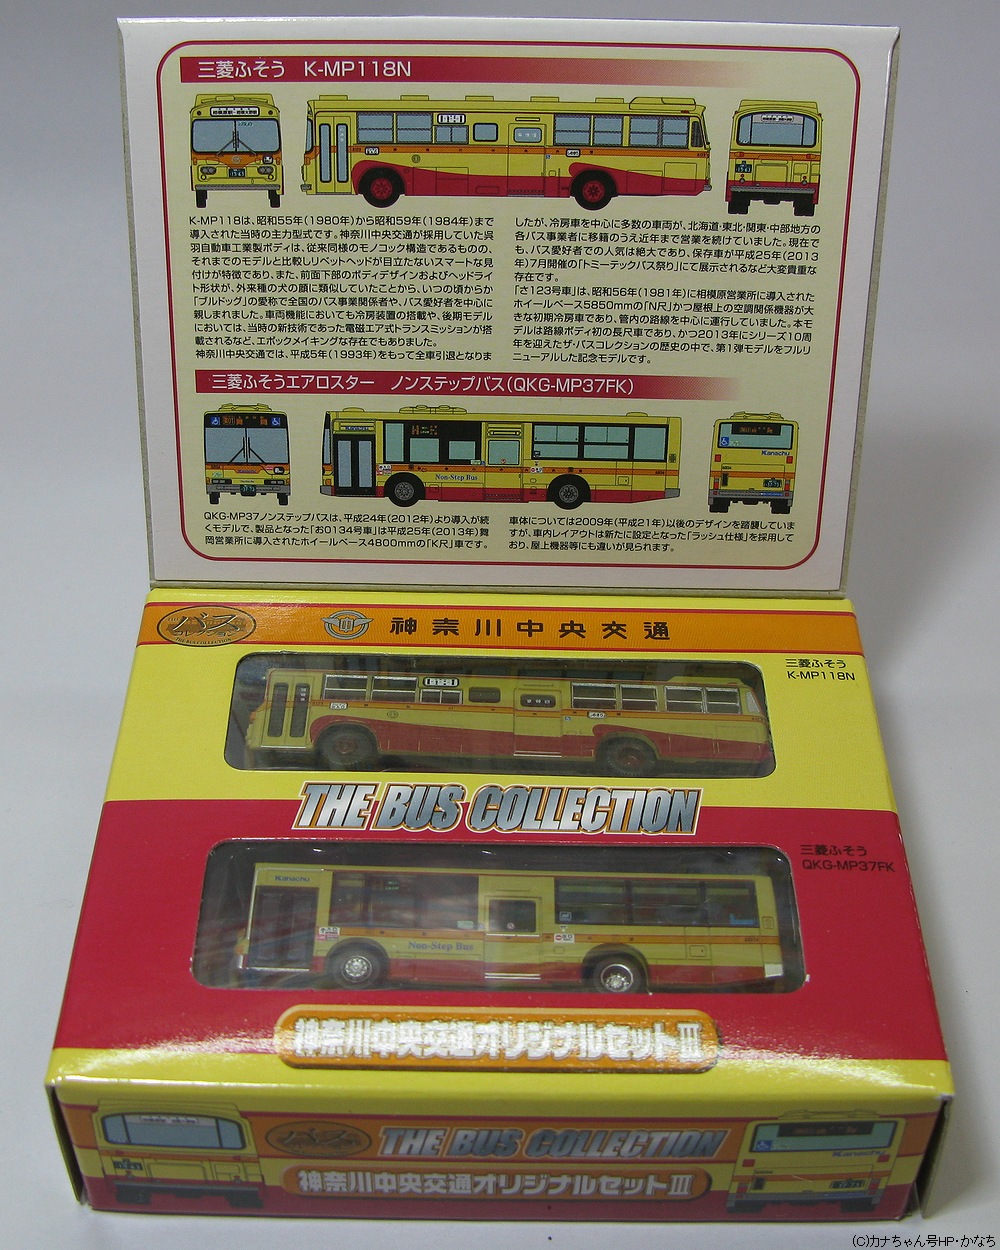 三菱ふそう　K-MP118N
K-MP118は、昭和55年(1980年)から昭和59年(1984年)まで
導入された当時の主力型式です。神奈川中央交通が採用していた呉
羽自動車工業製ボディは、従来同様のモノコック構造であるものの、
それまでのモデルと比較しリベットヘッドが目立たないスマートな見
付けが特徴であり、また、前面下部のボディデザインおよびヘッドライ
ト形状が、外来種の犬の顔に類似していたことから、いつの頃からか
「ブルドッグ」の愛称で全国のバス事業関係者や、バス愛好者を中心に
親しまれました。車両機能においても冷房装置の搭載や、後期モデル
においては、当時の新技術であった電磁エア式トランスミッションが搭
載されるなど、エポックメイキングな存在でもありました。
神奈川中央交通では、平成5年(1993年)をもって全車引退となりま
したが、冷房車を中心に多数の車両が、北海道・東北・関東・中部地方の
各バス事業者に移籍のうえ近年まで営業を続けていました。現在で
も、バス愛好者での人気は絶大であり、保存車が平成25年(2013
年)7月開催の「トミーテックバス祭り」にて展示されるなど大変貴重な
存在です。
「さ123号車」は、昭和56年(1981年)に相模原営業所に導入された
ホイールベース5850mmの「N尺」かつ屋根上の空調関係機器が大
きな初期冷房車であり、管内の路線を中心に運行していました。本モ
デルは路線ボディ初の長尺車であり、かつ2013年にシリーズ10周
年を迎えたザ・バスコレクションの歴史の中で、第1弾モデルをフルリ
ニューアルした記念モデルです。
三菱ふそうエアロスター　ノンステップバス(QKG-MP37FK)
Kanachu
Non-Step Bus
QKG-MP37ノンステップバスは、平成24年(2012年)より導入が続
くモデルで、製品となった「お0134号車」は平成25年(2013年)舞
岡営業所に導入されたホイールベース4800mmの「K尺」車です。
車体については2009年(平成21年)以後のデザインを踏襲していま
すが、車内レイアウトは新たに設定となった「ラッシュ仕様」を採用して
おり、屋上機器等にも違いが見られます。
バス
コレクション
THE BUS COLLECTION
神奈川中央交通
三菱ふそう
K-MP118N
THE BUS COLLECTION
三菱ふそう
QKG-MP37FK
Kanachu
Non-Step Bus
神奈川中央交通オリジナルセットIII
バス
THE BUS COLLECTION
神奈川中央交通オリジナルセットIII
Kanachu
(C)カナちゃん号HP・かなち